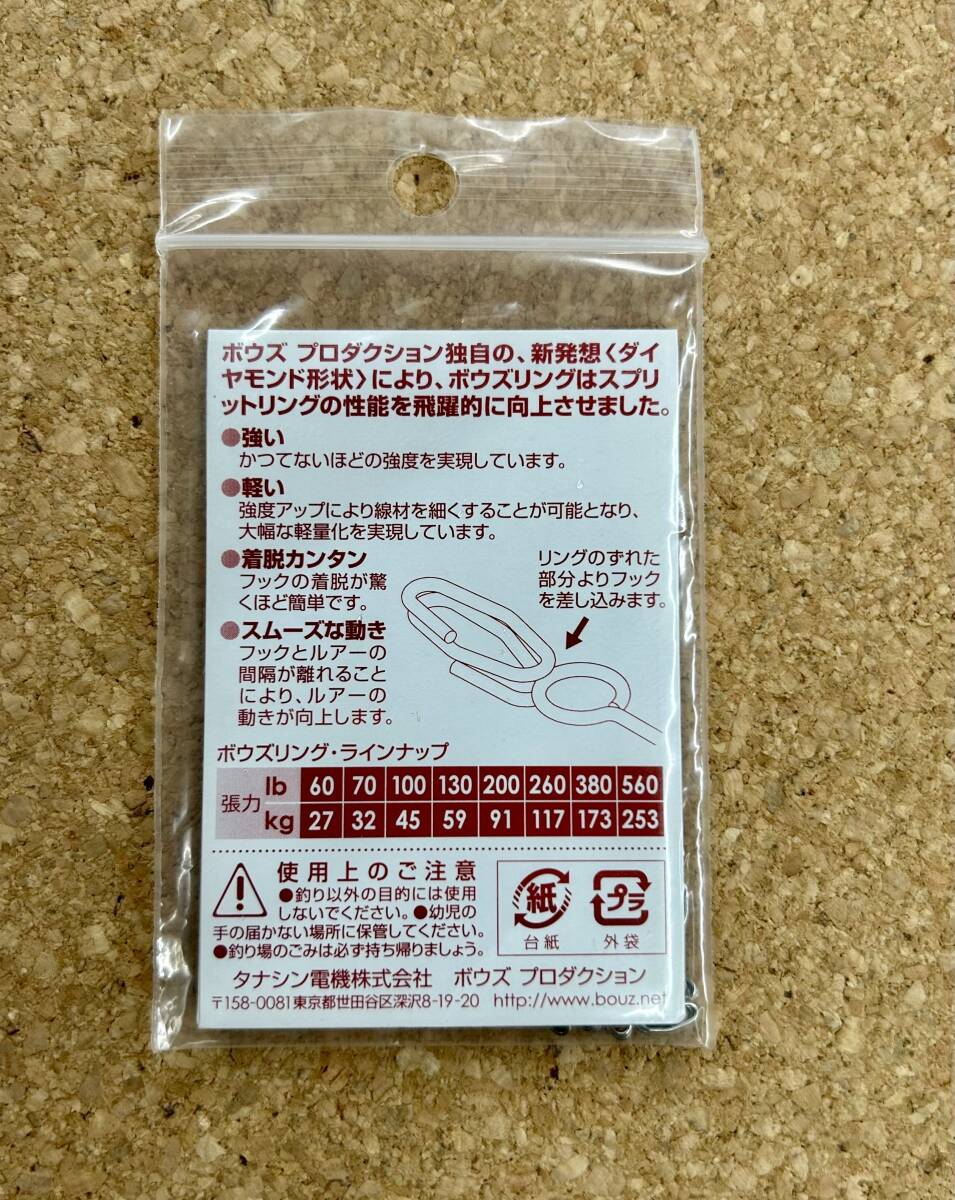 ボウズ プロダクション独自の、新発想〈ダイ
ヤモンド形状〉により、ボウズリングはスプリ
ットリングの性能を飛躍的に向上させました。
●強い
かつてないほどの強度を実現しています。
●軽い
強度アップにより線材を細くすることが可能となり、
大幅な軽量化を実現しています。
●着脱カンタン
フックの着脱が驚
くほど簡単です。
リングのずれた
部分よりフック
を差し込みます。
●スムーズな動き
フックとルアーの
間隔が離れること
により、ルアーの
動きが向上します。
ボウズリング・ラインナップ
張力
lb 60 70 100 130 200 260 380 560
kg 27 32 45 59 91 117 173 253
使用上のご注意
●釣り以外の目的には使用
しないでください。●幼児の
手の届かない場所に保管してください。
●釣り場のごみは必ず持ち帰りましょう。
紙 プラ
台紙 外袋
タナシン電機株式会社 ボウズ プロダクション
〒158-0081東京都世田谷区深沢8-19-20 http://www.bouz.net